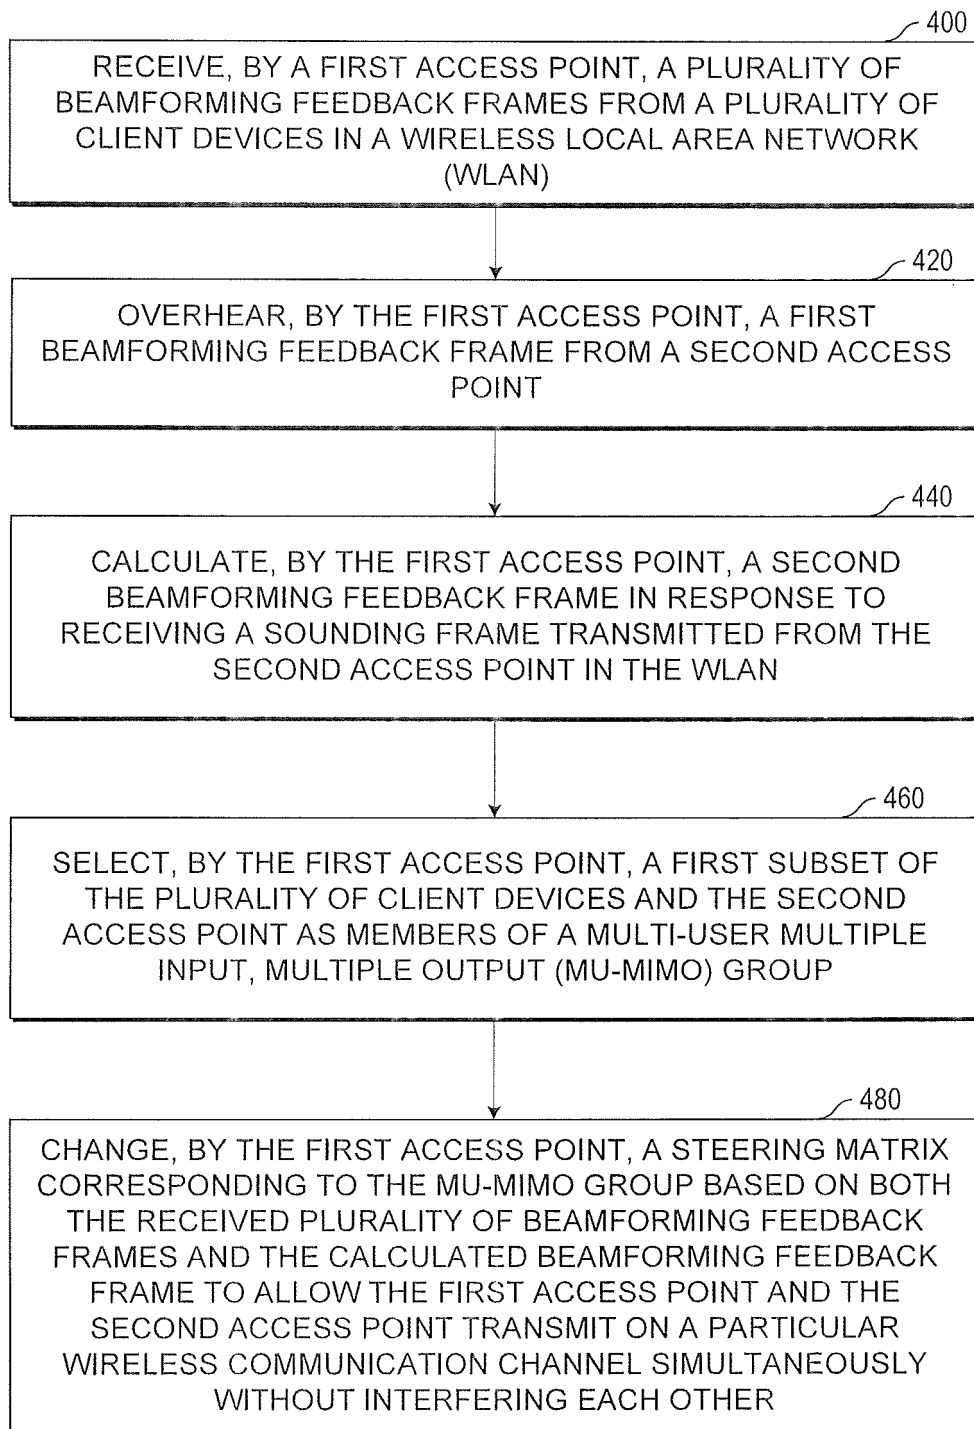 400
RECEIVE, BY A FIRST ACCESS POINT, A PLURALITY OF
BEAMFORMING FEEDBACK FRAMES FROM A PLURALITY OF
CLIENT DEVICES IN A WIRELESS LOCAL AREA NETWORK
(WLAN)
420
OVERHEAR, BY THE FIRST ACCESS POINT, A FIRST
BEAMFORMING FEEDBACK FRAME FROM A SECOND ACCESS
POINT
440
CALCULATE, BY THE FIRST ACCESS POINT, A SECOND
BEAMFORMING FEEDBACK FRAME IN RESPONSE TO
RECEIVING A SOUNDING FRAME TRANSMITTED FROM THE
SECOND ACCESS POINT IN THE WLAN
460
SELECT, BY THE FIRST ACCESS POINT, A FIRST SUBSET OF
THE PLURALITY OF CLIENT DEVICES AND THE SECOND
ACCESS POINT AS MEMBERS OF A MULTI-USER MULTIPLE
INPUT, MULTIPLE OUTPUT (MU-MIMO) GROUP
480
CHANGE, BY THE FIRST ACCESS POINT, A STEERING MATRIX
CORRESPONDING TO THE MU-MIMO GROUP BASED ON BOTH
THE RECEIVED PLURALITY OF BEAMFORMING FEEDBACK
FRAMES AND THE CALCULATED BEAMFORMING FEEDBACK
FRAME TO ALLOW THE FIRST ACCESS POINT AND THE
SECOND ACCESS POINT TRANSMIT ON A PARTICULAR
WIRELESS COMMUNICATION CHANNEL SIMULTANEOUSLY
WITHOUT INTERFERING EACH OTHER